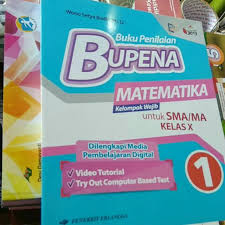 Buku Penilaian
BUPENA
MATEMATIKA
Kelompok Wajib
untuk SMA/MA
KELAS X
Dilengkapi Media
Pembelajaran Digital
Video Tutorial
Try Out Computer Based Test
1
PENERBIT ERLANGGA